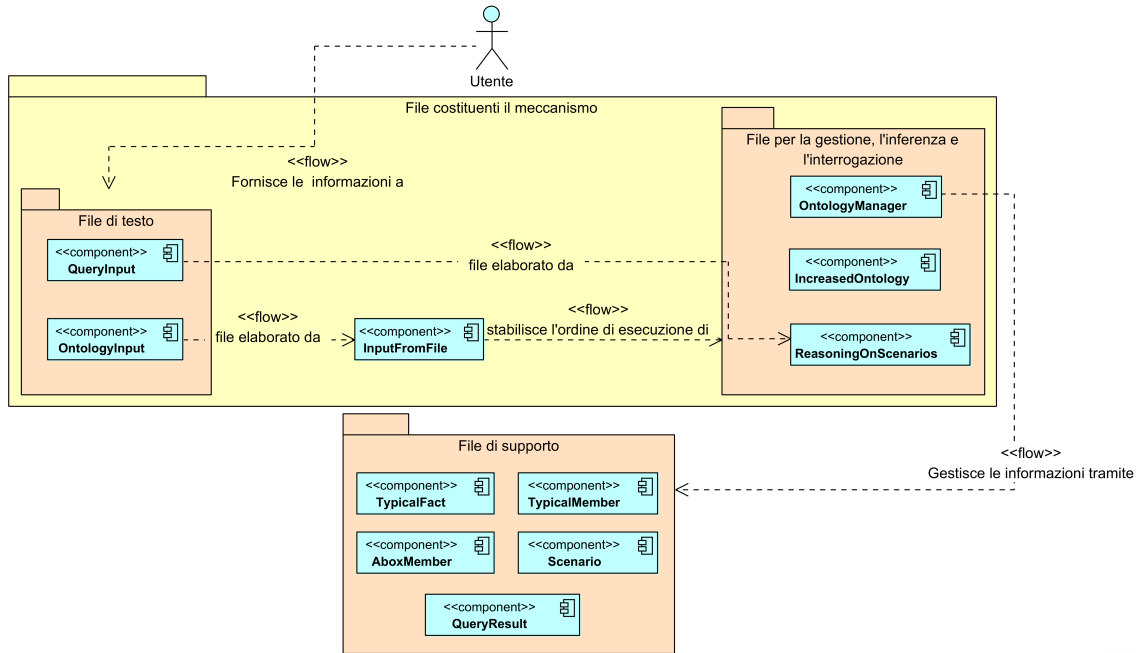 Utente
File costituenti il meccanismo
<<flow>>
Fornisce le informazioni a
File di testo
<<component>>
QueryInput
<<component>>
OntologyInput
<<flow>>
file elaborato da
<<flow>>
file elaborato da
<<component>>
InputFromFile
<<flow>>
stabilisce l'ordine di esecuzione di
File per la gestione, l'inferenza e
l'interrogazione
<<component>>
OntologyManager
<<component>>
IncreasedOntology
<<component>>
ReasoningOnScenarios
<<flow>>
Gestisce le informazioni tramite
File di supporto
<<component>>
TypicalFact
<<component>>
TypicalMember
<<component>>
AboxMember
<<component>>
Scenario
<<component>>
QueryResult